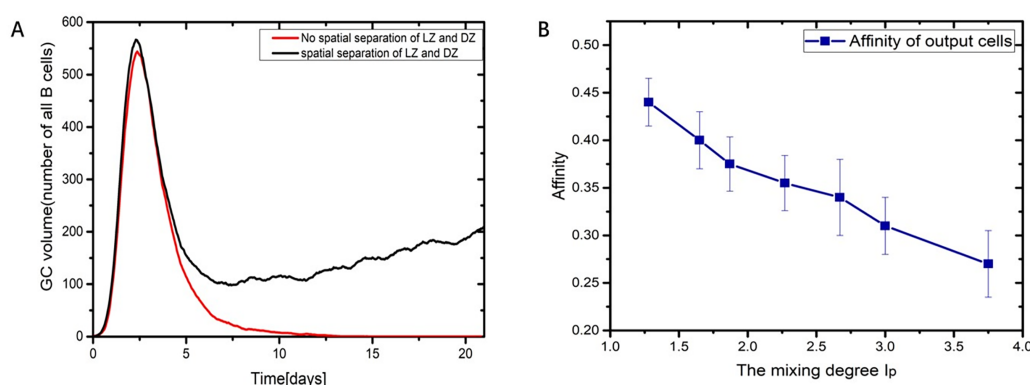 A
GC volume(number of all B cells)
600
500
400
300
200
100
0
No spatial separation of LZ and DZ
spatial separation of LZ and DZ
0 5 10 15 20
Time[days]
B
Affinity
0.50
0.45
0.40
0.35
0.30
0.25
0.20
Affinity of output cells
1.0 1.5 2.0 2.5 3.0 3.5 4.0
The mixing degree IP